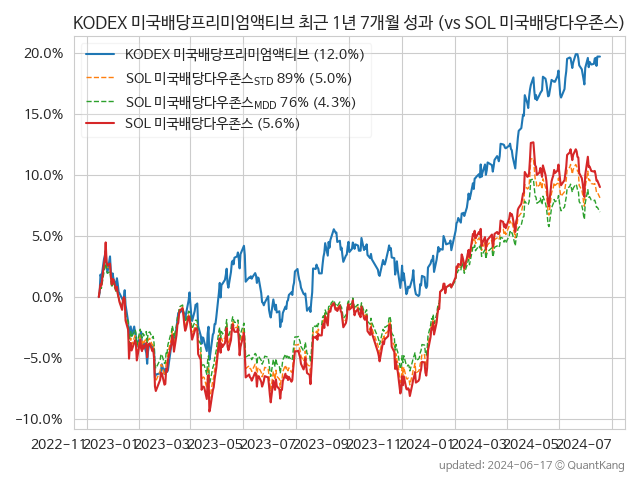 KODEX 미국배당프리미엄액티브 최근 1년 7개월 성과 (vs SOL 미국배당다우존스)
KODEX 미국배당프리미엄액티브 (12.0%)
SOL 미국배당다우존스STD 89% (5.0%)
SOL 미국배당다우존스MDD 76% (4.3%)
SOL 미국배당다우존스 (5.6%)
20.0%
15.0%
10.0%
5.0%
0.0%
−5.0%
−10.0%
2022-11 2023-01 2023-03 2023-05 2023-07 2023-09 2023-11 2024-01 2024-03 2024-05 2024-07
updated: 2024-06-17 © QuantKang